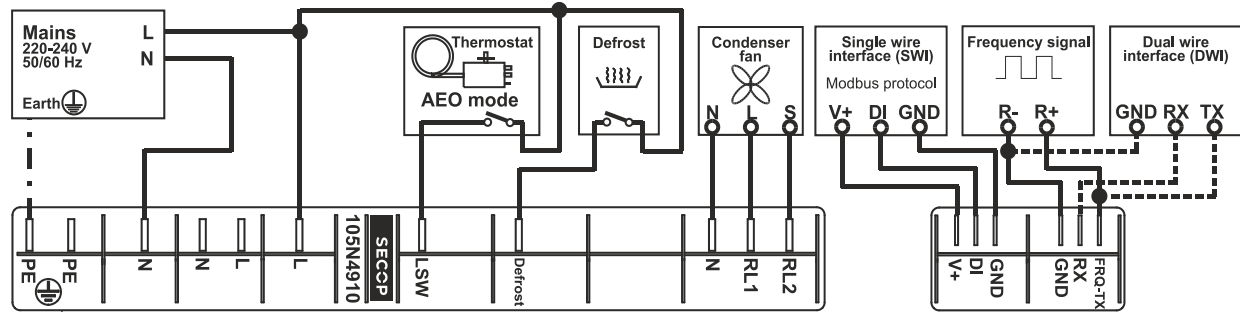 Mains
220-240 V
50/60 Hz
L
N
Earth
Thermostat
AEO mode
Defrost
Condenser
fan
N L S
Single wire
interface (SWI)
Modbus protocol
V+ DI GND
Frequency signal
R- R+
Dual wire
interface (DWI)
GND RX TX
PE
PE
N
N
L
L
105N4910
SECOP
LSW
Defrost
N
RL1
RL2
V+
DI
GND
GND
RX
FRQ-TX